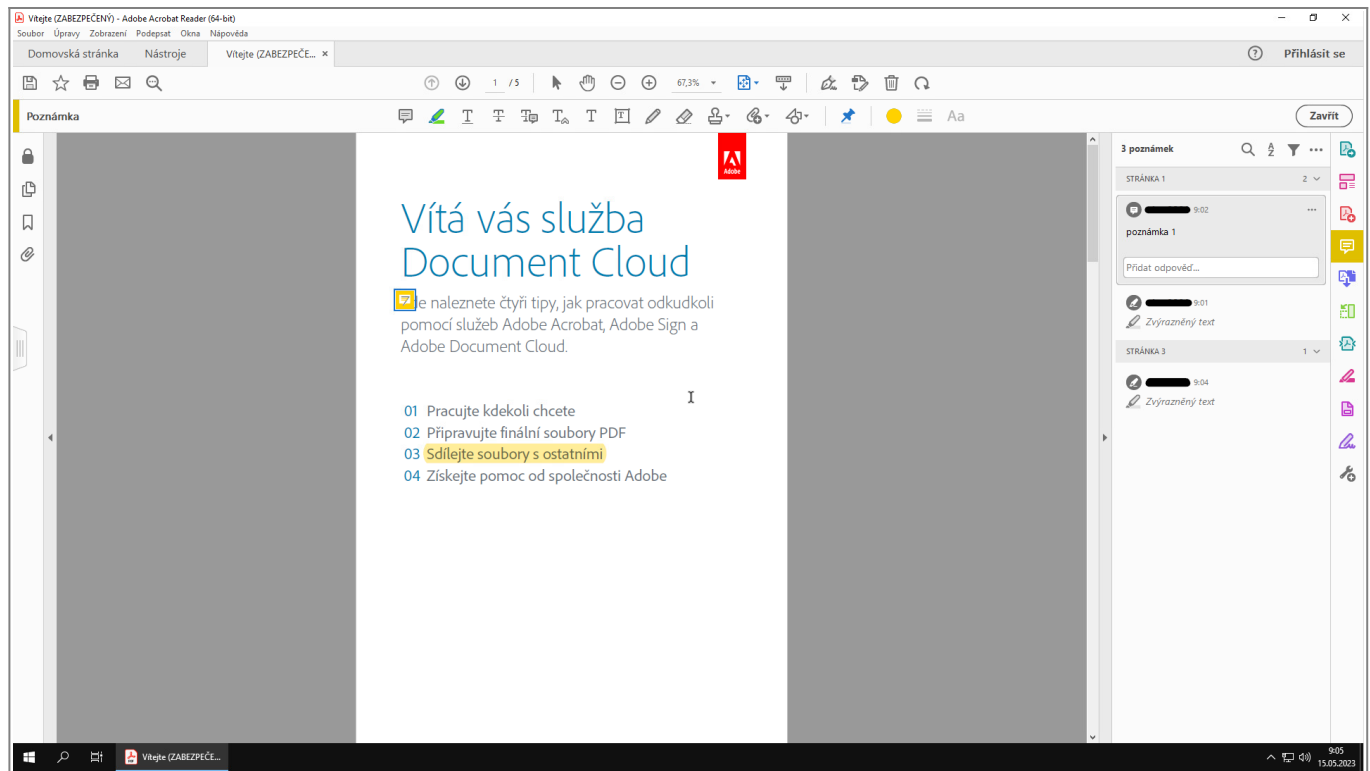 Vítejte (ZABEZPEČENÝ) - Adobe Acrobat Reader (64-bit)
Soubor Úpravy Zobrazení Podepsat Okna Nápověda
Domovská stránka Nástroje Vítejte (ZABEZPEČE... × Přihlásit se
1 / 5 67,3%
Poznámka Aa Zavřít
Adobe
Vítá vás služba
Document Cloud
de naleznete čtyři tipy, jak pracovat odkudkoli
pomocí služeb Adobe Acrobat, Adobe Sign a
Adobe Document Cloud.
01 Pracujte kdekoli chcete
02 Připravujte finální soubory PDF
03 Sdílejte soubory s ostatními
04 Získejte pomoc od společnosti Adobe
3 poznámek
STRÁNKA 1 2
9:02
poznámka 1
Přidat odpověď...
9:01
Zvýrazněný text
STRÁNKA 3 1
9:04
Zvýrazněný text
Vítejte (ZABEZPEČE...
9:05
15.05.2023